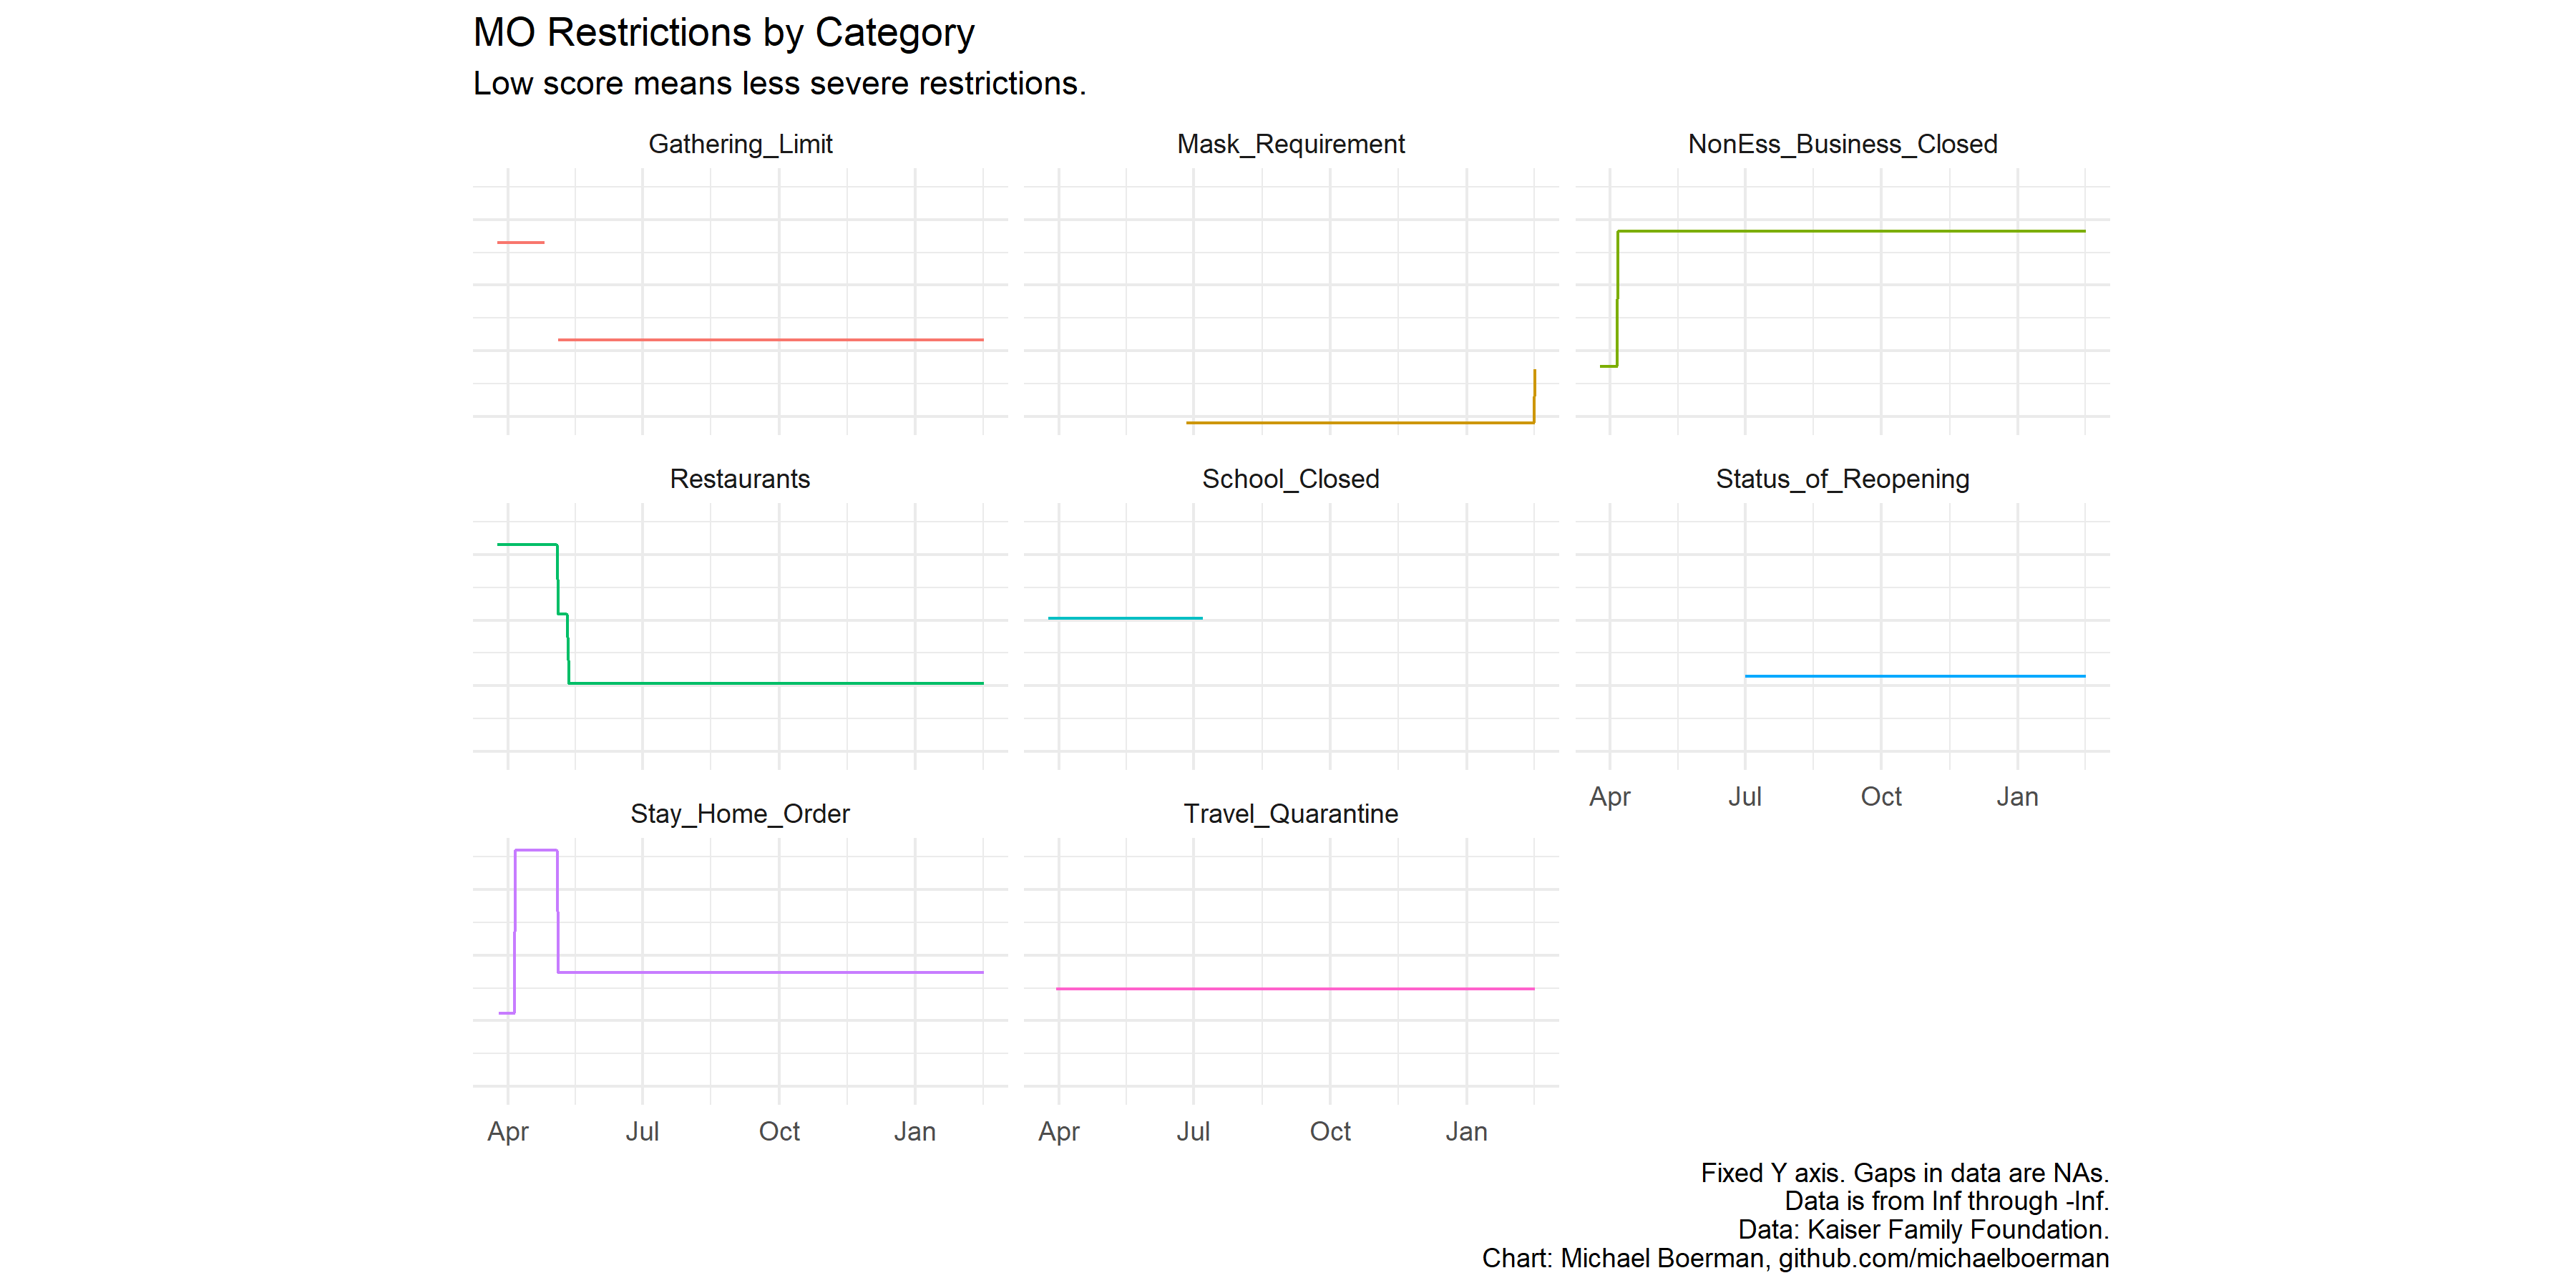 MO Restrictions by Category
Low score means less severe restrictions.
Gathering_Limit
Mask_Requirement
NonEss_Business_Closed
Restaurants
School_Closed
Status_of_Reopening
Apr Jul Oct Jan
Stay_Home_Order
Travel_Quarantine
Apr Jul Oct Jan
Apr Jul Oct Jan
Fixed Y axis. Gaps in data are NAs.
Data is from Inf through -Inf.
Data: Kaiser Family Foundation.
Chart: Michael Boerman, github.com/michaelboerman